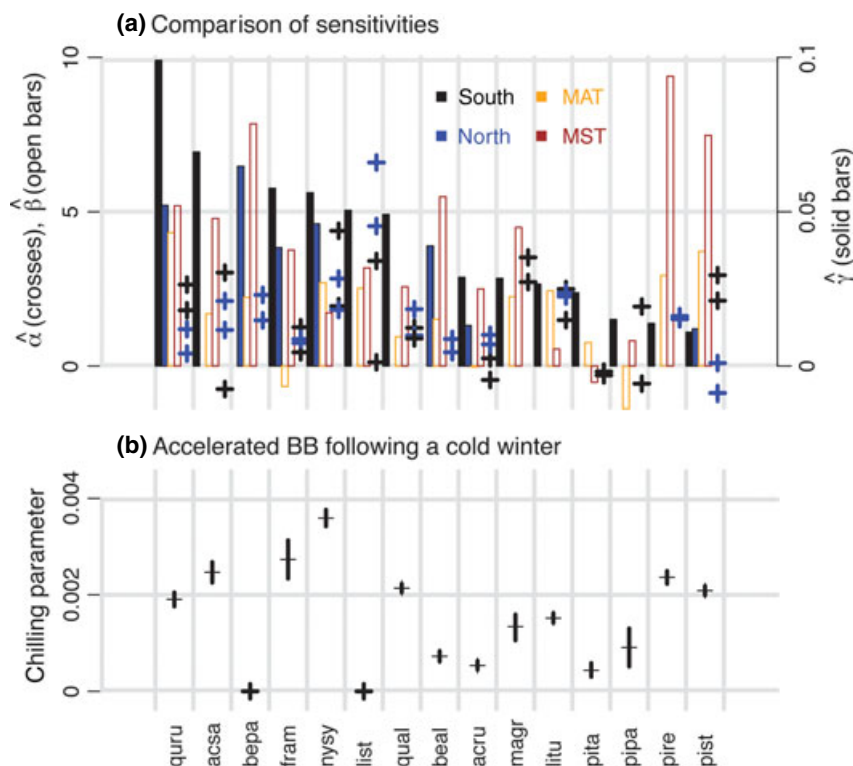 (a) Comparison of sensitivities
10
5
0
α̂ (crosses), β̂ (open bars)
0.1
0.05
0
γ̂ (solid bars)
South
MAT
North
MST
(b) Accelerated BB following a cold winter
0.004
0.002
0
Chilling parameter
quru
acsa
bepa
fram
nysy
list
qual
beal
acru
magr
litu
pita
pipa
pire
pist